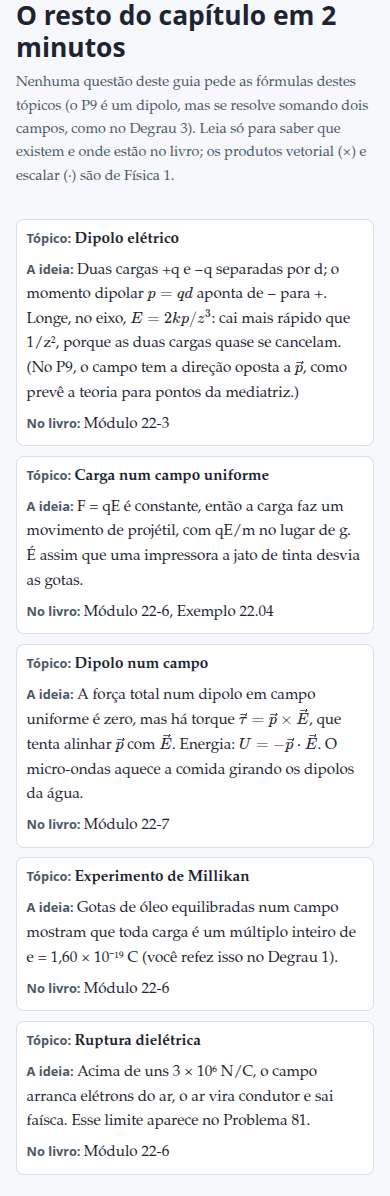 O resto do capítulo em 2
minutos
Nenhuma questão deste guia pede as fórmulas destes
tópicos (o P9 é um dipolo, mas se resolve somando dois
campos, como no Degrau 3). Leia só para saber que
existem e onde estão no livro; os produtos vetorial (×) e
escalar (·) são de Física 1.
Tópico: Dipolo elétrico
A ideia: Duas cargas +q e −q separadas por d; o
momento dipolar p = qd aponta de − para +.
Longe, no eixo, E = 2kp/z³: cai mais rápido que
1/z², porque as duas cargas quase se cancelam.
(No P9, o campo tem a direção oposta a p⃗, como
prevê a teoria para pontos da mediatriz.)
No livro: Módulo 22-3
Tópico: Carga num campo uniforme
A ideia: F = qE é constante, então a carga faz um
movimento de projétil, com qE/m no lugar de g.
É assim que uma impressora a jato de tinta desvia
as gotas.
No livro: Módulo 22-6, Exemplo 22.04
Tópico: Dipolo num campo
A ideia: A força total num dipolo em campo
uniforme é zero, mas há torque τ⃗ = p⃗ × E⃗, que
tenta alinhar p⃗ com E⃗. Energia: U = −p⃗ · E⃗. O
micro-ondas aquece a comida girando os dipolos
da água.
No livro: Módulo 22-7
Tópico: Experimento de Millikan
A ideia: Gotas de óleo equilibradas num campo
mostram que toda carga é um múltiplo inteiro de
e = 1,60 × 10⁻¹⁹ C (você refez isso no Degrau 1).
No livro: Módulo 22-6
Tópico: Ruptura dielétrica
A ideia: Acima de uns 3 × 10⁶ N/C, o campo
arranca elétrons do ar, o ar vira condutor e sai
faísca. Esse limite aparece no Problema 81.
No livro: Módulo 22-6